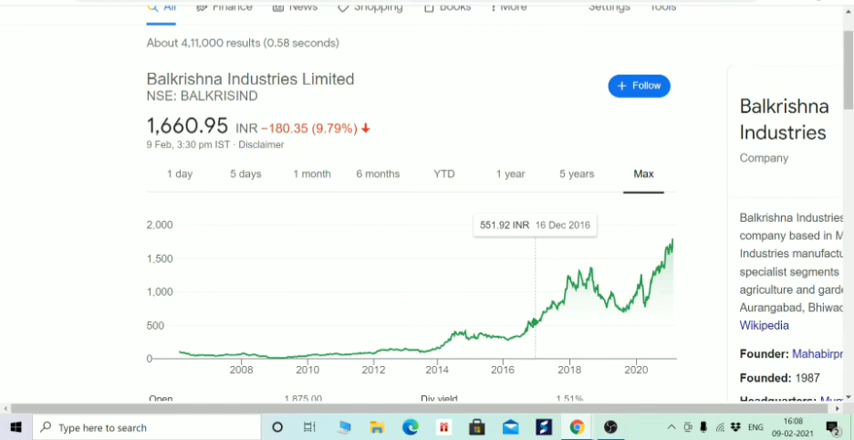 All Finance News Shopping Books More Settings Tools
About 4,11,000 results (0.58 seconds)
Balkrishna Industries Limited
NSE: BALKRISIND
+ Follow
1,660.95 INR −180.35 (9.79%)
9 Feb, 3:30 pm IST · Disclaimer
1 day 5 days 1 month 6 months YTD 1 year 5 years Max
551.92 INR 16 Dec 2016
2,000
1,500
1,000
500
0
2008 2010 2012 2014 2016 2018 2020
Open 1,875.00 Div yield 1.51%
Balkrishna
Industries
Company
Balkrishna Industries
company based in M
Industries manufactu
specialist segments
agriculture and garde
Aurangabad, Bhiwad
Wikipedia
Founder: Mahabirpr
Founded: 1987
Headquarters: Mum
Type here to search
ENG
16:08
09-02-2021
2